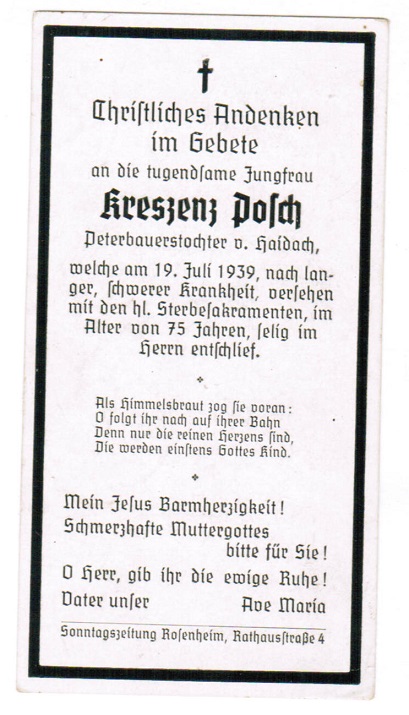 Christliches Andenken
im Gebete
an die tugendsame Jungfrau
Kreszenz Posch
Peterbauerstochter v. Haidach,
welche am 19. Juli 1939, nach lan-
ger, schwerer Krankheit, versehen
mit den hl. Sterbesakramenten, im
Alter von 75 Jahren, selig im
Herrn entschlief.
Als Himmelsbraut zog sie voran:
O folgt ihr nach auf ihrer Bahn
Denn nur die reinen Herzens sind,
Die werden einstens Gottes Kind.
Mein Jesus Barmherzigkeit!
Schmerzhafte Muttergottes
bitte für Sie!
O Herr, gib ihr die ewige Ruhe!
Vater unser Ave Maria
Sonntagszeitung Rosenheim, Rathausstraße 4